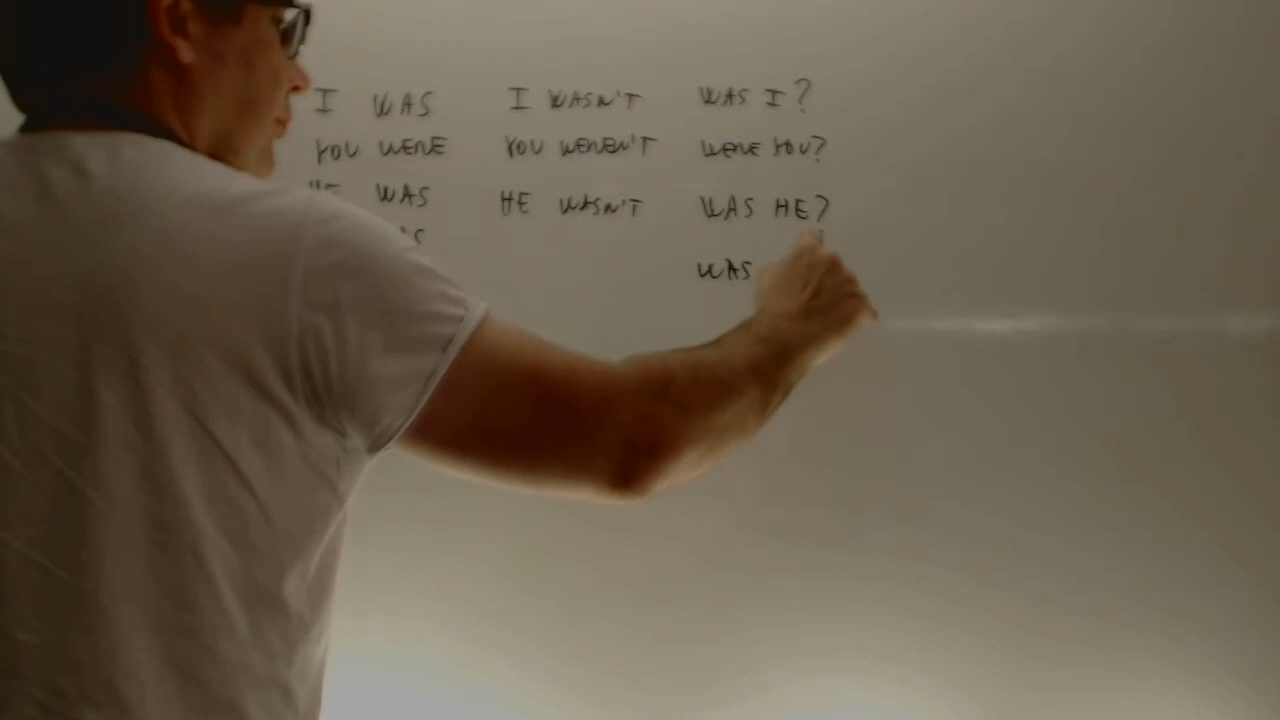 I WAS I WASN'T WAS I?
YOU WERE YOU WEREN'T WERE YOU?
HE WAS HE WASN'T WAS HE?
WAS